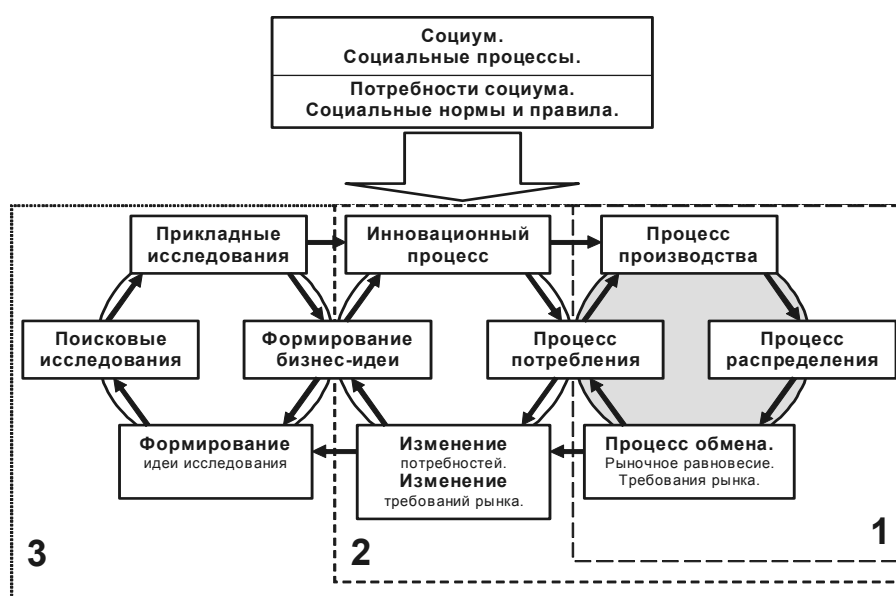 Социум.
Социальные процессы.
Потребности социума.
Социальные нормы и правила.
Прикладные
исследования
Инновационный
процесс
Процесс
производства
Поисковые
исследования
Формирование
бизнес-идеи
Процесс
потребления
Процесс
распределения
Формирование
идеи исследования
Изменение
потребностей.
Изменение
требований рынка.
Процесс обмена.
Рыночное равновесие.
Требования рынка.
3
2
1